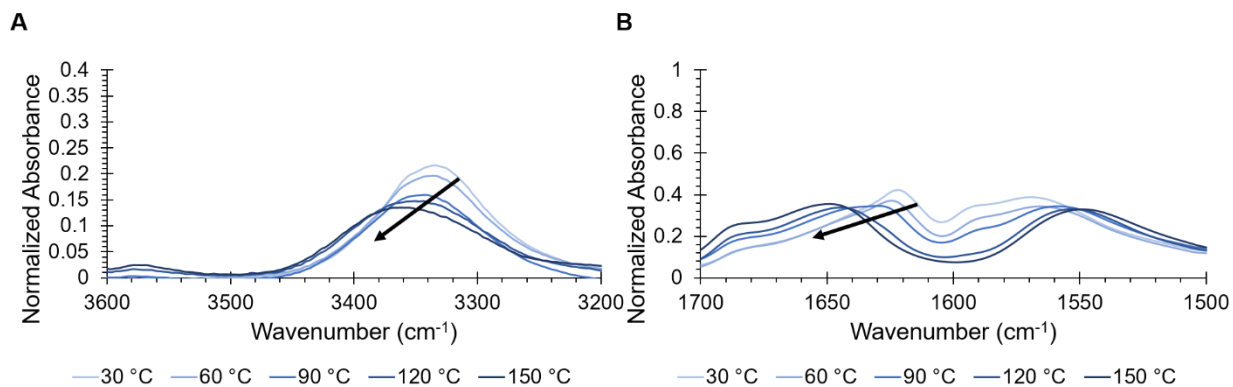 A
Normalized Absorbance
0.4
0.35
0.3
0.25
0.2
0.15
0.1
0.05
0
3600 3500 3400 3300 3200
Wavenumber (cm⁻¹)
30 °C 60 °C 90 °C 120 °C 150 °C
B
Normalized Absorbance
1
0.8
0.6
0.4
0.2
0
1700 1650 1600 1550 1500
Wavenumber (cm⁻¹)
30 °C 60 °C 90 °C 120 °C 150 °C